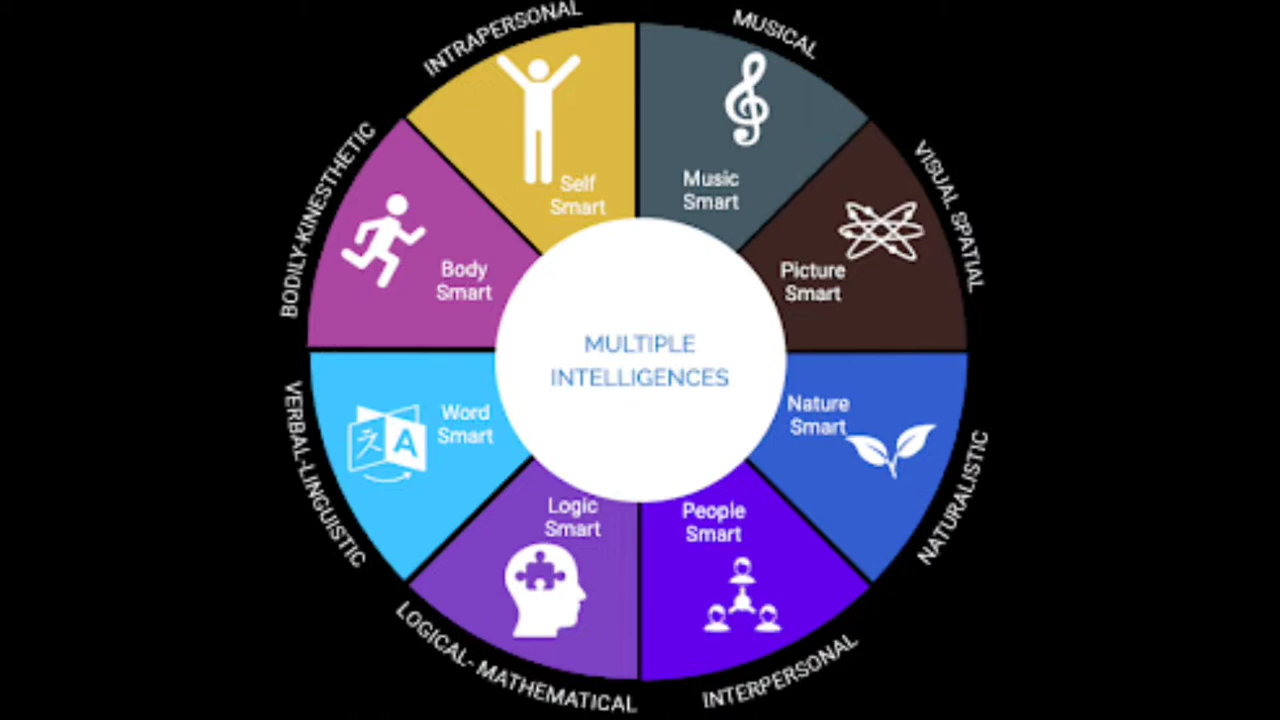 INTRAPERSONAL
MUSICAL
VISUAL SPATIAL
NATURALISTIC
INTERPERSONAL
LOGICAL- MATHEMATICAL
VERBAL-LINGUISTIC
BODILY-KINESTHETIC
Self
Smart
Music
Smart
Picture
Smart
Nature
Smart
People
Smart
Logic
Smart
Word
Smart
A
Body
Smart
MULTIPLE
INTELLIGENCES